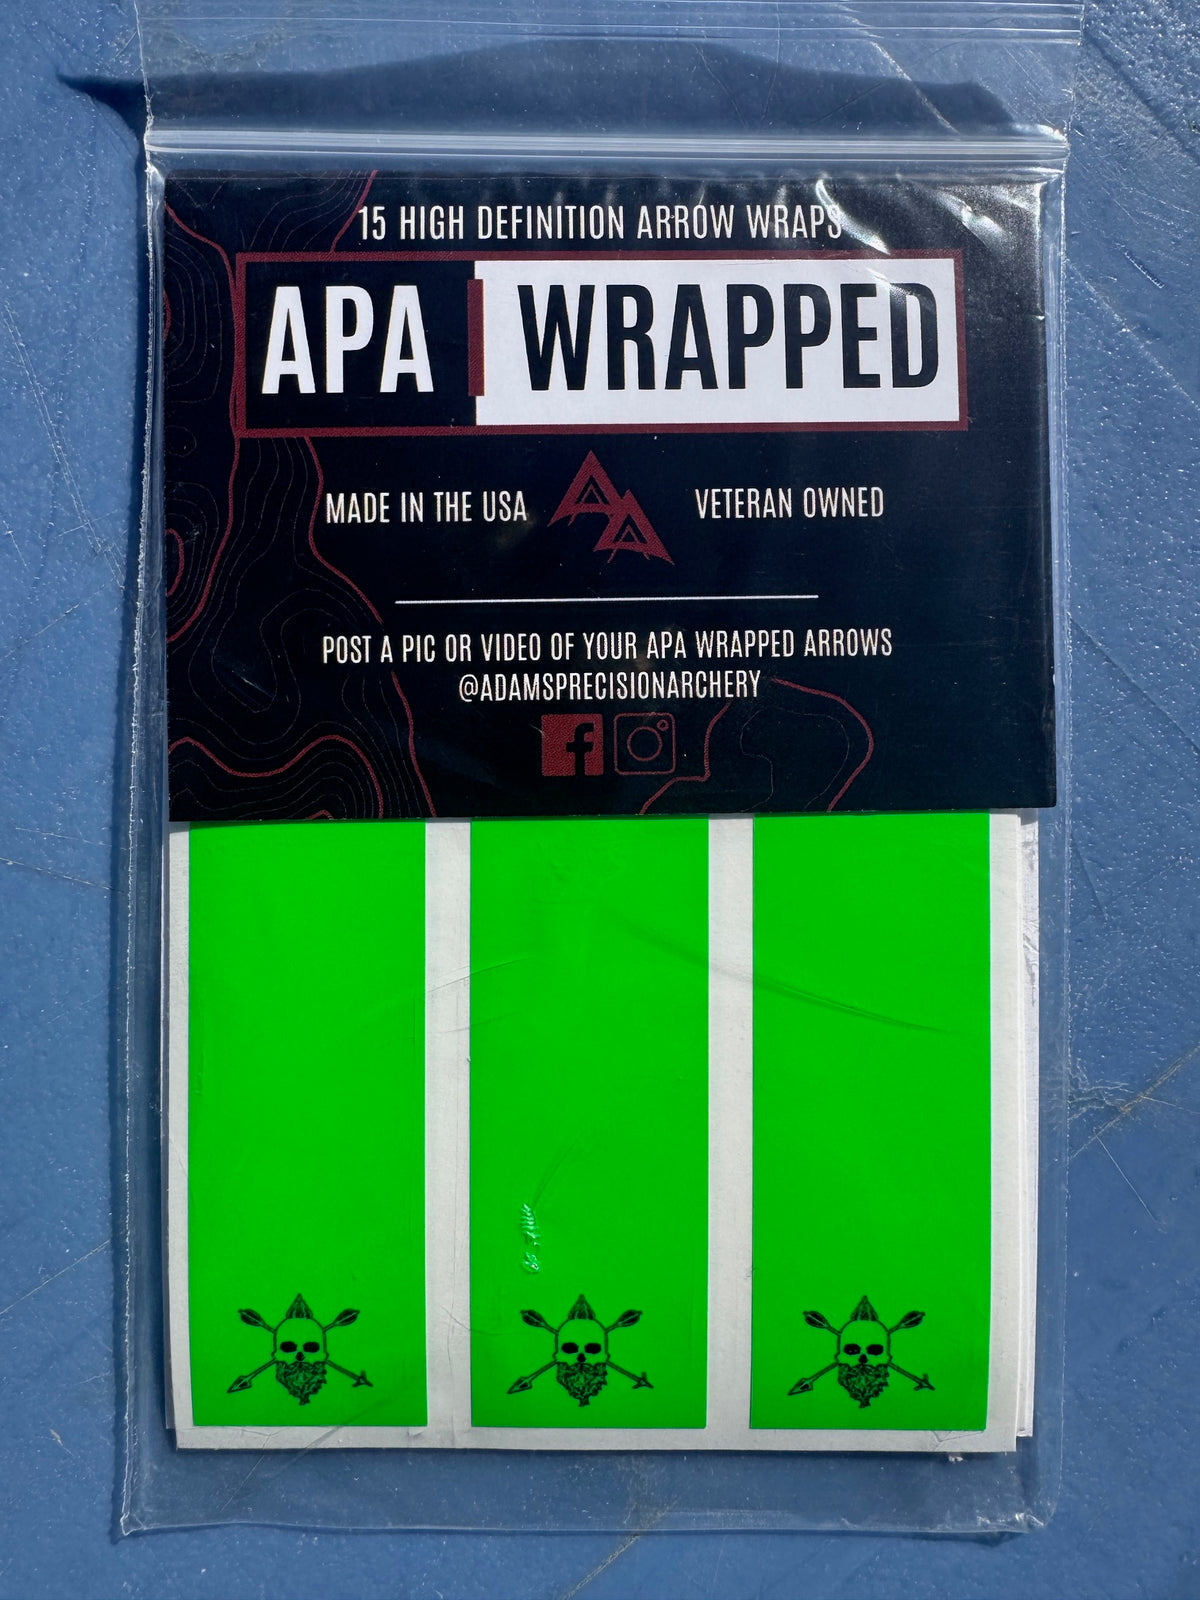 15 HIGH DEFINITION ARROW WRAPS
APA WRAPPED
MADE IN THE USA VETERAN OWNED
POST A PIC OR VIDEO OF YOUR APA WRAPPED ARROWS
@ADAMSPRECISIONARCHERY